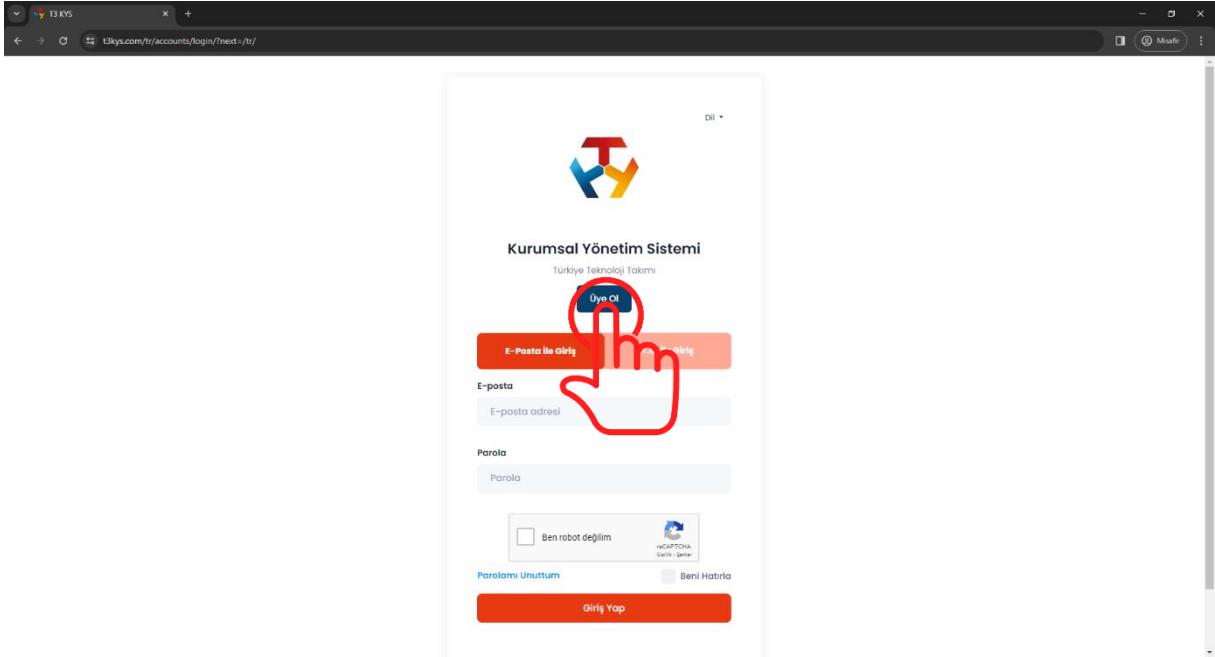 T3 KYS
t3kys.com/tr/accounts/login/?next=/tr/
Misafir
Dil
Kurumsal Yönetim Sistemi
Türkiye Teknoloji Takımı
Üye Ol
E-Posta İle Giriş
Giriş
E-posta
E-posta adresi
Parola
Parola
Ben robot değilim
reCAPTCHA
Gizlilik - Şartlar
Parolamı Unuttum
Beni Hatırla
Giriş Yap